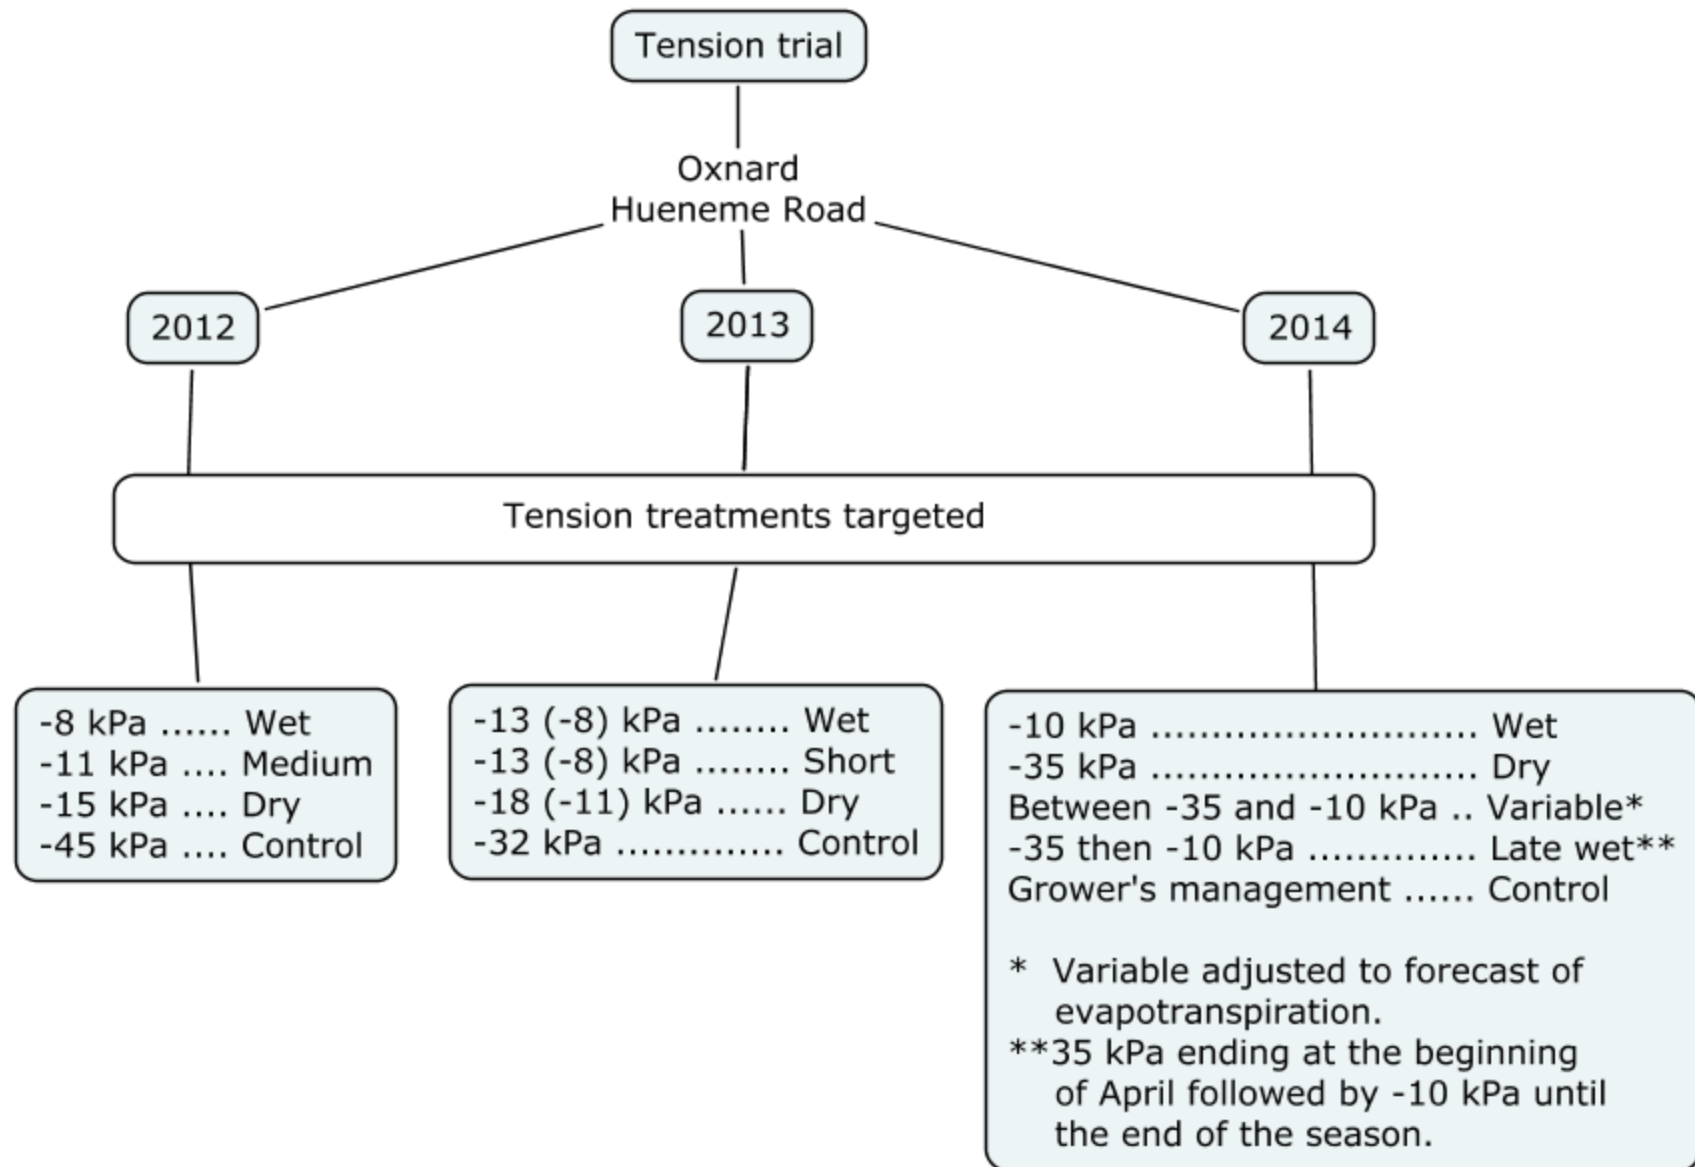 Tension trial
Oxnard
Hueneme Road
2012
2013
2014
Tension treatments targeted
-8 kPa ...... Wet
-11 kPa .... Medium
-15 kPa .... Dry
-45 kPa .... Control
-13 (-8) kPa ........ Wet
-13 (-8) kPa ........ Short
-18 (-11) kPa ...... Dry
-32 kPa .............. Control
-10 kPa ........................... Wet
-35 kPa ........................... Dry
Between -35 and -10 kPa .. Variable*
-35 then -10 kPa .............. Late wet**
Grower's management ...... Control
* Variable adjusted to forecast of
evapotranspiration.
**35 kPa ending at the beginning
of April followed by -10 kPa until
the end of the season.